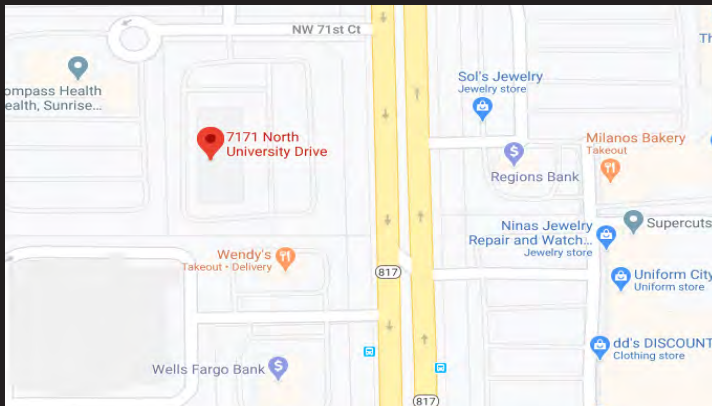 NW 71st Ct
Th
ompass Health
ealth, Sunrise...
Sol's Jewelry
Jewelry store
7171 North
University Drive
Milanos Bakery
Takeout
Regions Bank
Ninas Jewelry
Repair and Watch...
Jewelry store
Supercuts
Wendy's
Takeout • Delivery
817
Uniform City
Uniform store
dd's DISCOUNT
Clothing store
Wells Fargo Bank
817